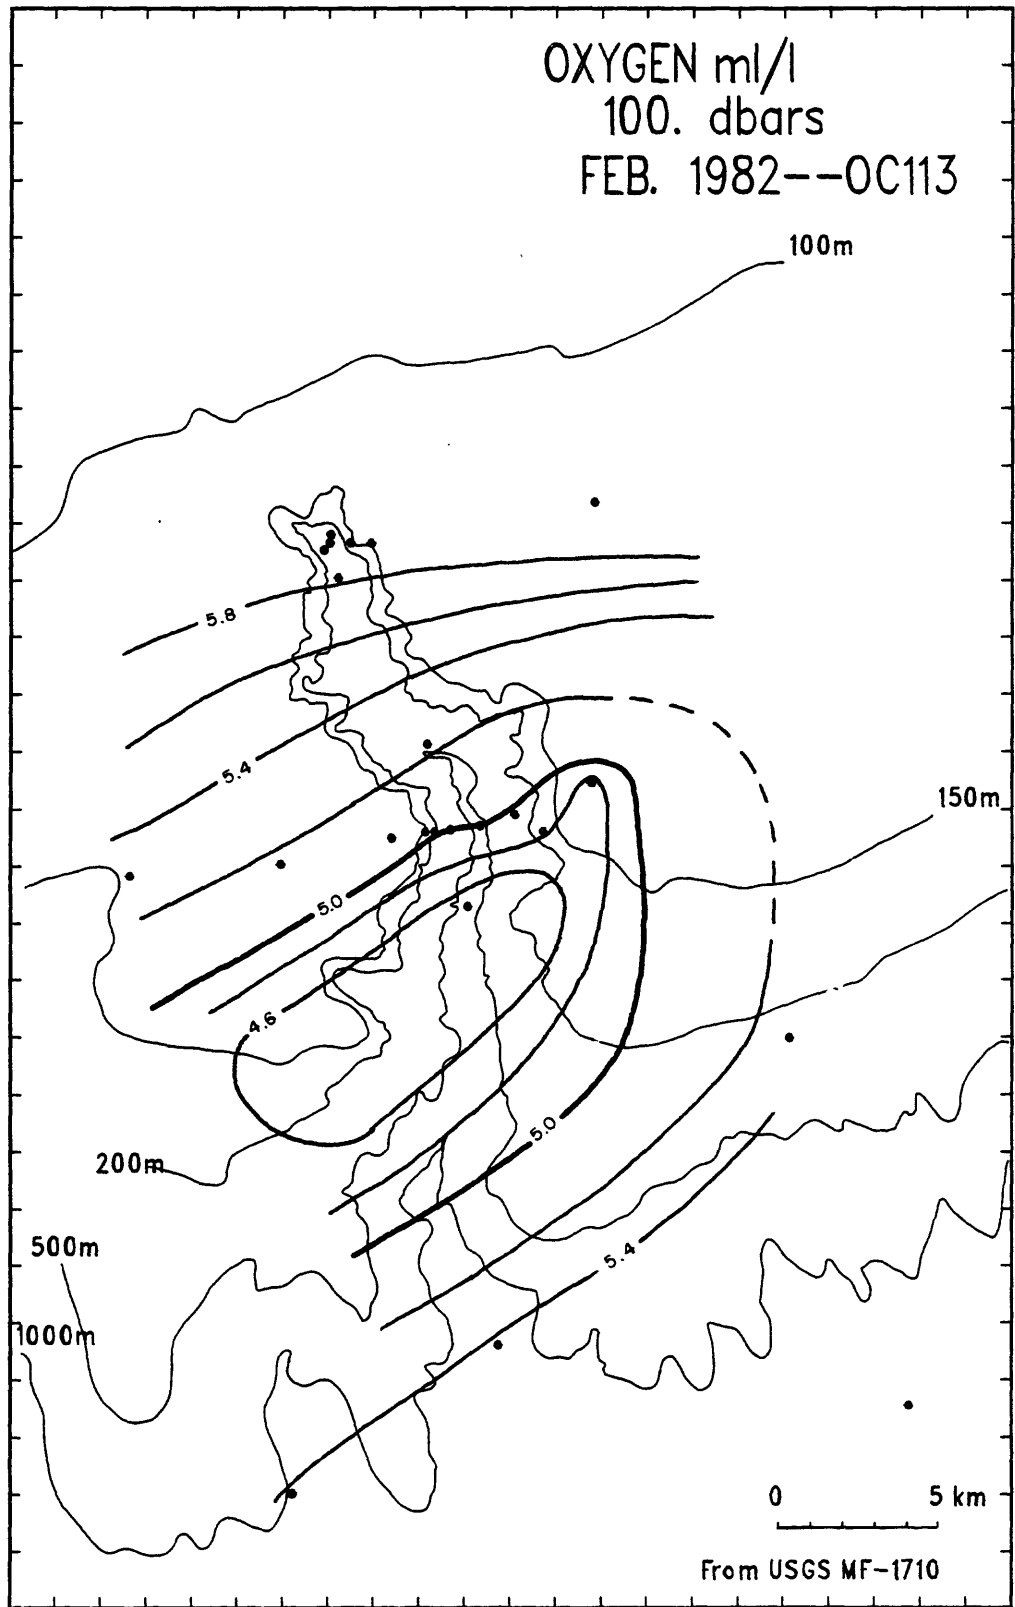 OXYGEN ml/l
100. dbars
FEB. 1982--OC113
100m
5.8
5.4
150m
5.0
4.6
5.0
200m
500m
5.4
1000m
0 5 km
From USGS MF-1710